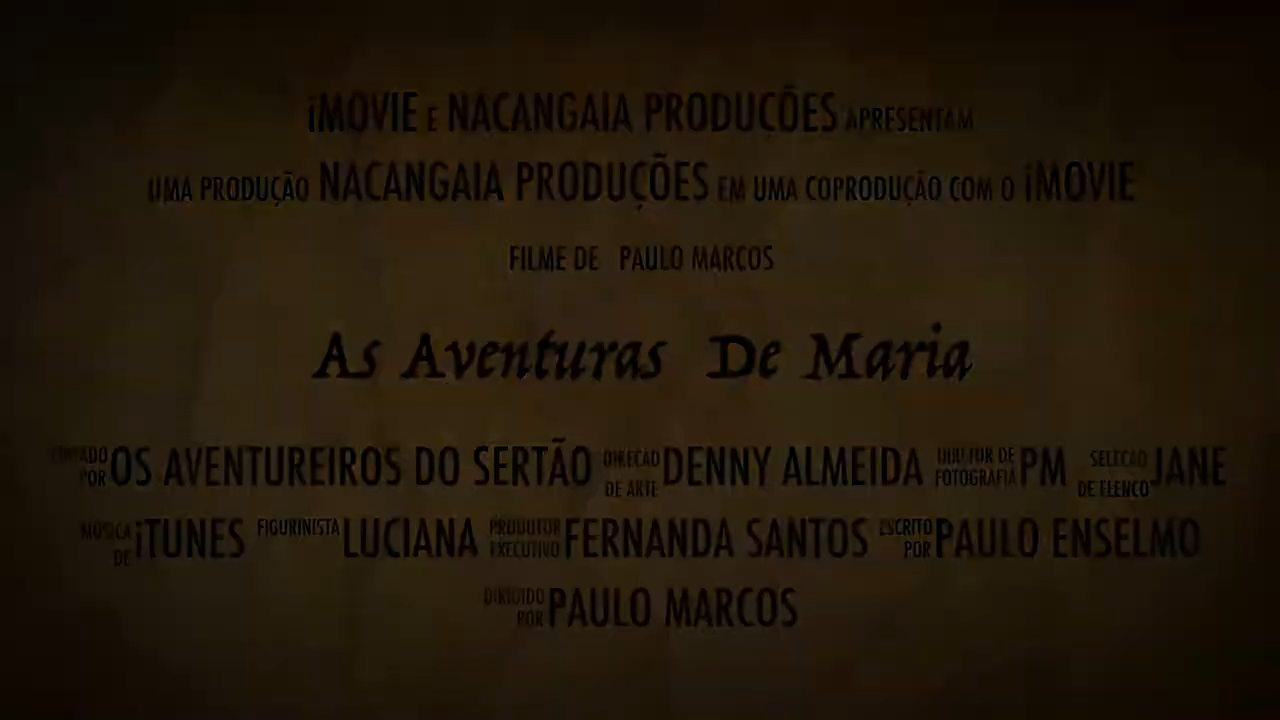 iMOVIE E NACANGAIA PRODUÇÕES APRESENTAM
UMA PRODUÇÃO NACANGAIA PRODUÇÕES EM UMA COPRODUÇÃO COM O iMOVIE
FILME DE PAULO MARCOS
As Aventuras De Maria
POR OS AVENTUREIROS DO SERTÃO DIREÇÃO DE ARTE DENNY ALMEIDA DIRETOR DE FOTOGRAFIA PM SELEÇÃO DE ELENCO JANE
MÚSICA DE iTUNES FIGURINISTA LUCIANA PRODUTOR EXECUTIVO FERNANDA SANTOS ESCRITO POR PAULO ENSELMO
DIRIGIDO POR PAULO MARCOS